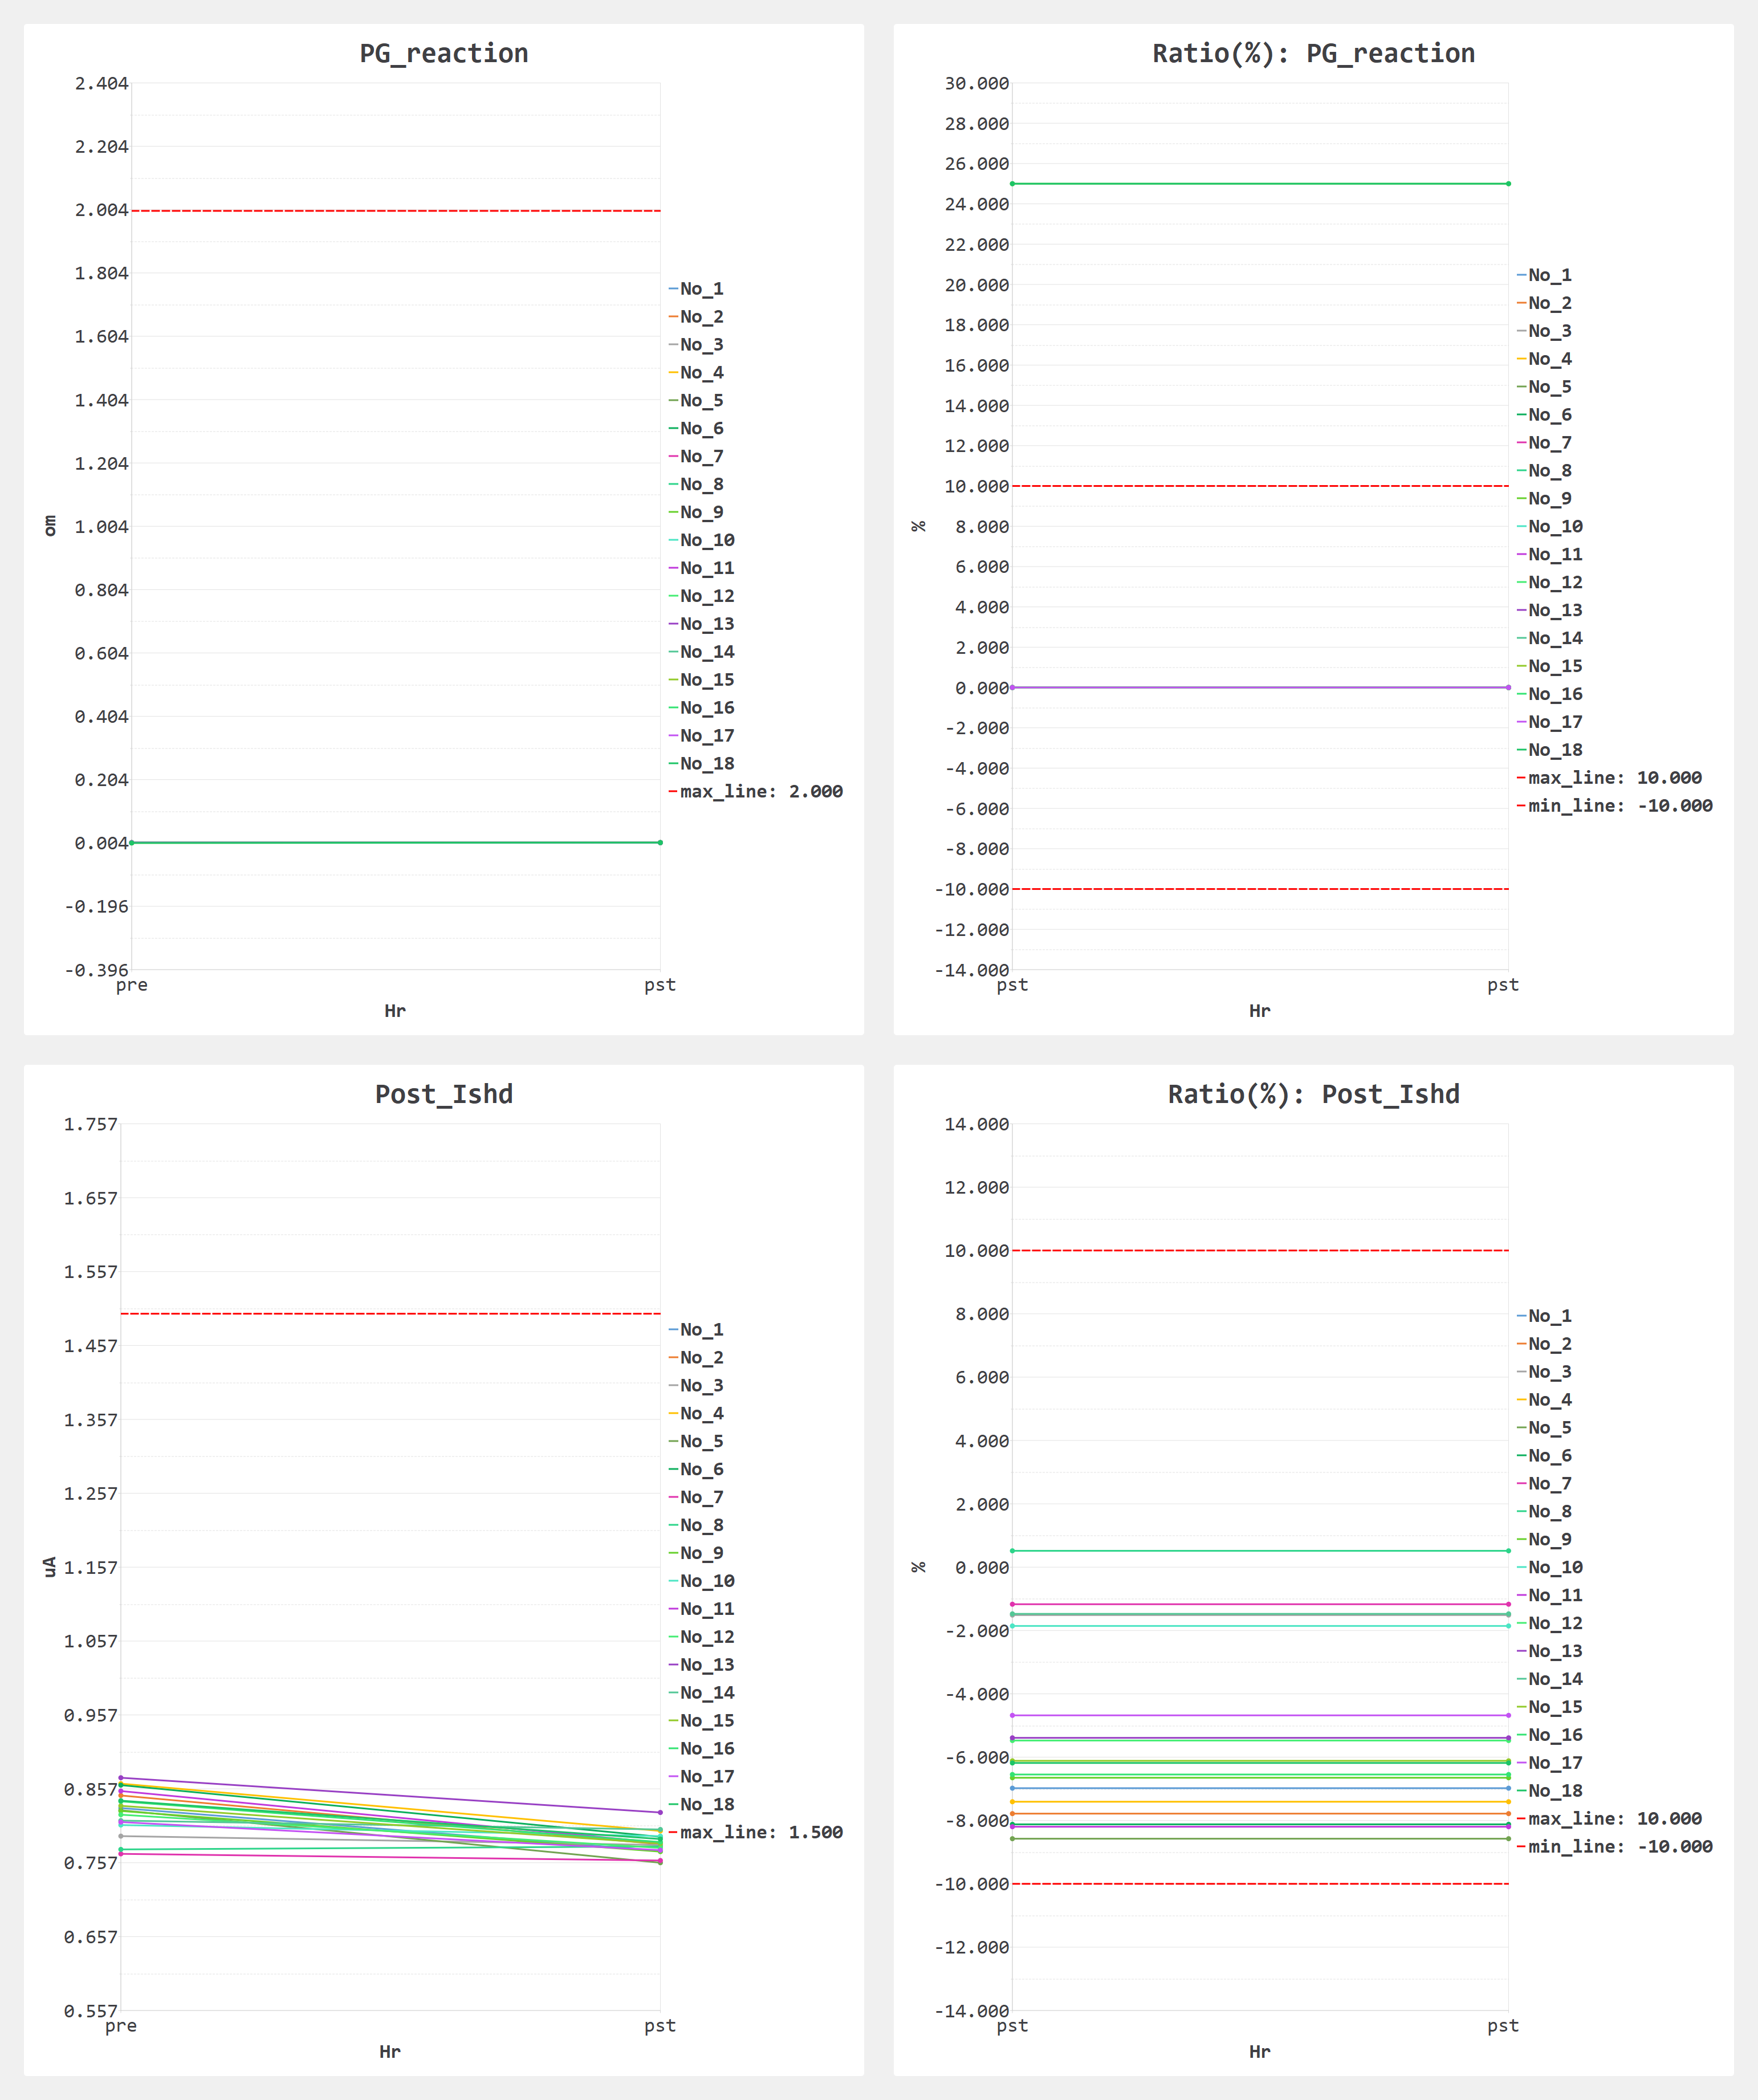 PG_reaction
2.404
2.204
2.004
1.804
1.604
1.404
1.204
1.004
0.804
0.604
0.404
0.204
0.004
-0.196
-0.396
om
pre
pst
Hr
No_1
No_2
No_3
No_4
No_5
No_6
No_7
No_8
No_9
No_10
No_11
No_12
No_13
No_14
No_15
No_16
No_17
No_18
max_line: 2.000
Ratio(%): PG_reaction
30.000
28.000
26.000
24.000
22.000
20.000
18.000
16.000
14.000
12.000
10.000
8.000
6.000
4.000
2.000
0.000
-2.000
-4.000
-6.000
-8.000
-10.000
-12.000
-14.000
%
pst
pst
Hr
No_1
No_2
No_3
No_4
No_5
No_6
No_7
No_8
No_9
No_10
No_11
No_12
No_13
No_14
No_15
No_16
No_17
No_18
max_line: 10.000
min_line: -10.000
Post_Ishd
1.757
1.657
1.557
1.457
1.357
1.257
1.157
1.057
0.957
0.857
0.757
0.657
0.557
uA
pre
pst
Hr
No_1
No_2
No_3
No_4
No_5
No_6
No_7
No_8
No_9
No_10
No_11
No_12
No_13
No_14
No_15
No_16
No_17
No_18
max_line: 1.500
Ratio(%): Post_Ishd
14.000
12.000
10.000
8.000
6.000
4.000
2.000
0.000
-2.000
-4.000
-6.000
-8.000
-10.000
-12.000
-14.000
%
pst
pst
Hr
No_1
No_2
No_3
No_4
No_5
No_6
No_7
No_8
No_9
No_10
No_11
No_12
No_13
No_14
No_15
No_16
No_17
No_18
max_line: 10.000
min_line: -10.000